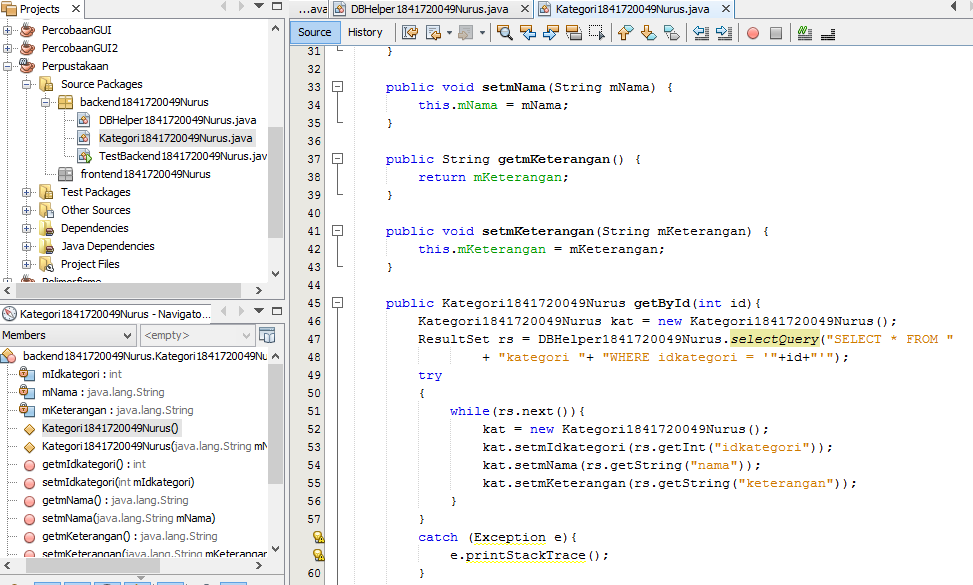 Projects
PercobaanGUI
PercobaanGUI2
Perpustakaan
Source Packages
backend1841720049Nurus
DBHelper1841720049Nurus.java
Kategori1841720049Nurus.java
TestBackend1841720049Nurus.jav
frontend1841720049Nurus
Test Packages
Other Sources
Dependencies
Java Dependencies
Project Files
Polimorfisme
Kategori1841720049Nurus - Navigato...
Members
<empty>
backend1841720049Nurus.Kategori1841720049Nu
mIdkategori : int
mNama : java.lang.String
mKeterangan : java.lang.String
Kategori1841720049Nurus()
Kategori1841720049Nurus(java.lang.String mN
getmIdkategori() : int
setmIdkategori(int mIdkategori)
getmNama() : java.lang.String
setmNama(java.lang.String mNama)
getmKeterangan() : java.lang.String
setmKeterangan(java.lang.String mKeterangan
...ava
DBHelper1841720049Nurus.java
Kategori1841720049Nurus.java
Source History
31 }
32
33 public void setmNama(String mNama) {
34 this.mNama = mNama;
35 }
36
37 public String getmKeterangan() {
38 return mKeterangan;
39 }
40
41 public void setmKeterangan(String mKeterangan) {
42 this.mKeterangan = mKeterangan;
43 }
44
45 public Kategori1841720049Nurus getById(int id){
46 Kategori1841720049Nurus kat = new Kategori1841720049Nurus();
47 ResultSet rs = DBHelper1841720049Nurus.selectQuery("SELECT * FROM "
48 + "kategori "+ "WHERE idkategori = '"+id+"'");
49 try
50 {
51 while(rs.next()){
52 kat = new Kategori1841720049Nurus();
53 kat.setmIdkategori(rs.getInt("idkategori"));
54 kat.setmNama(rs.getString("nama"));
55 kat.setmKeterangan(rs.getString("keterangan"));
56 }
57 }
catch (Exception e){
e.printStackTrace();
60 }